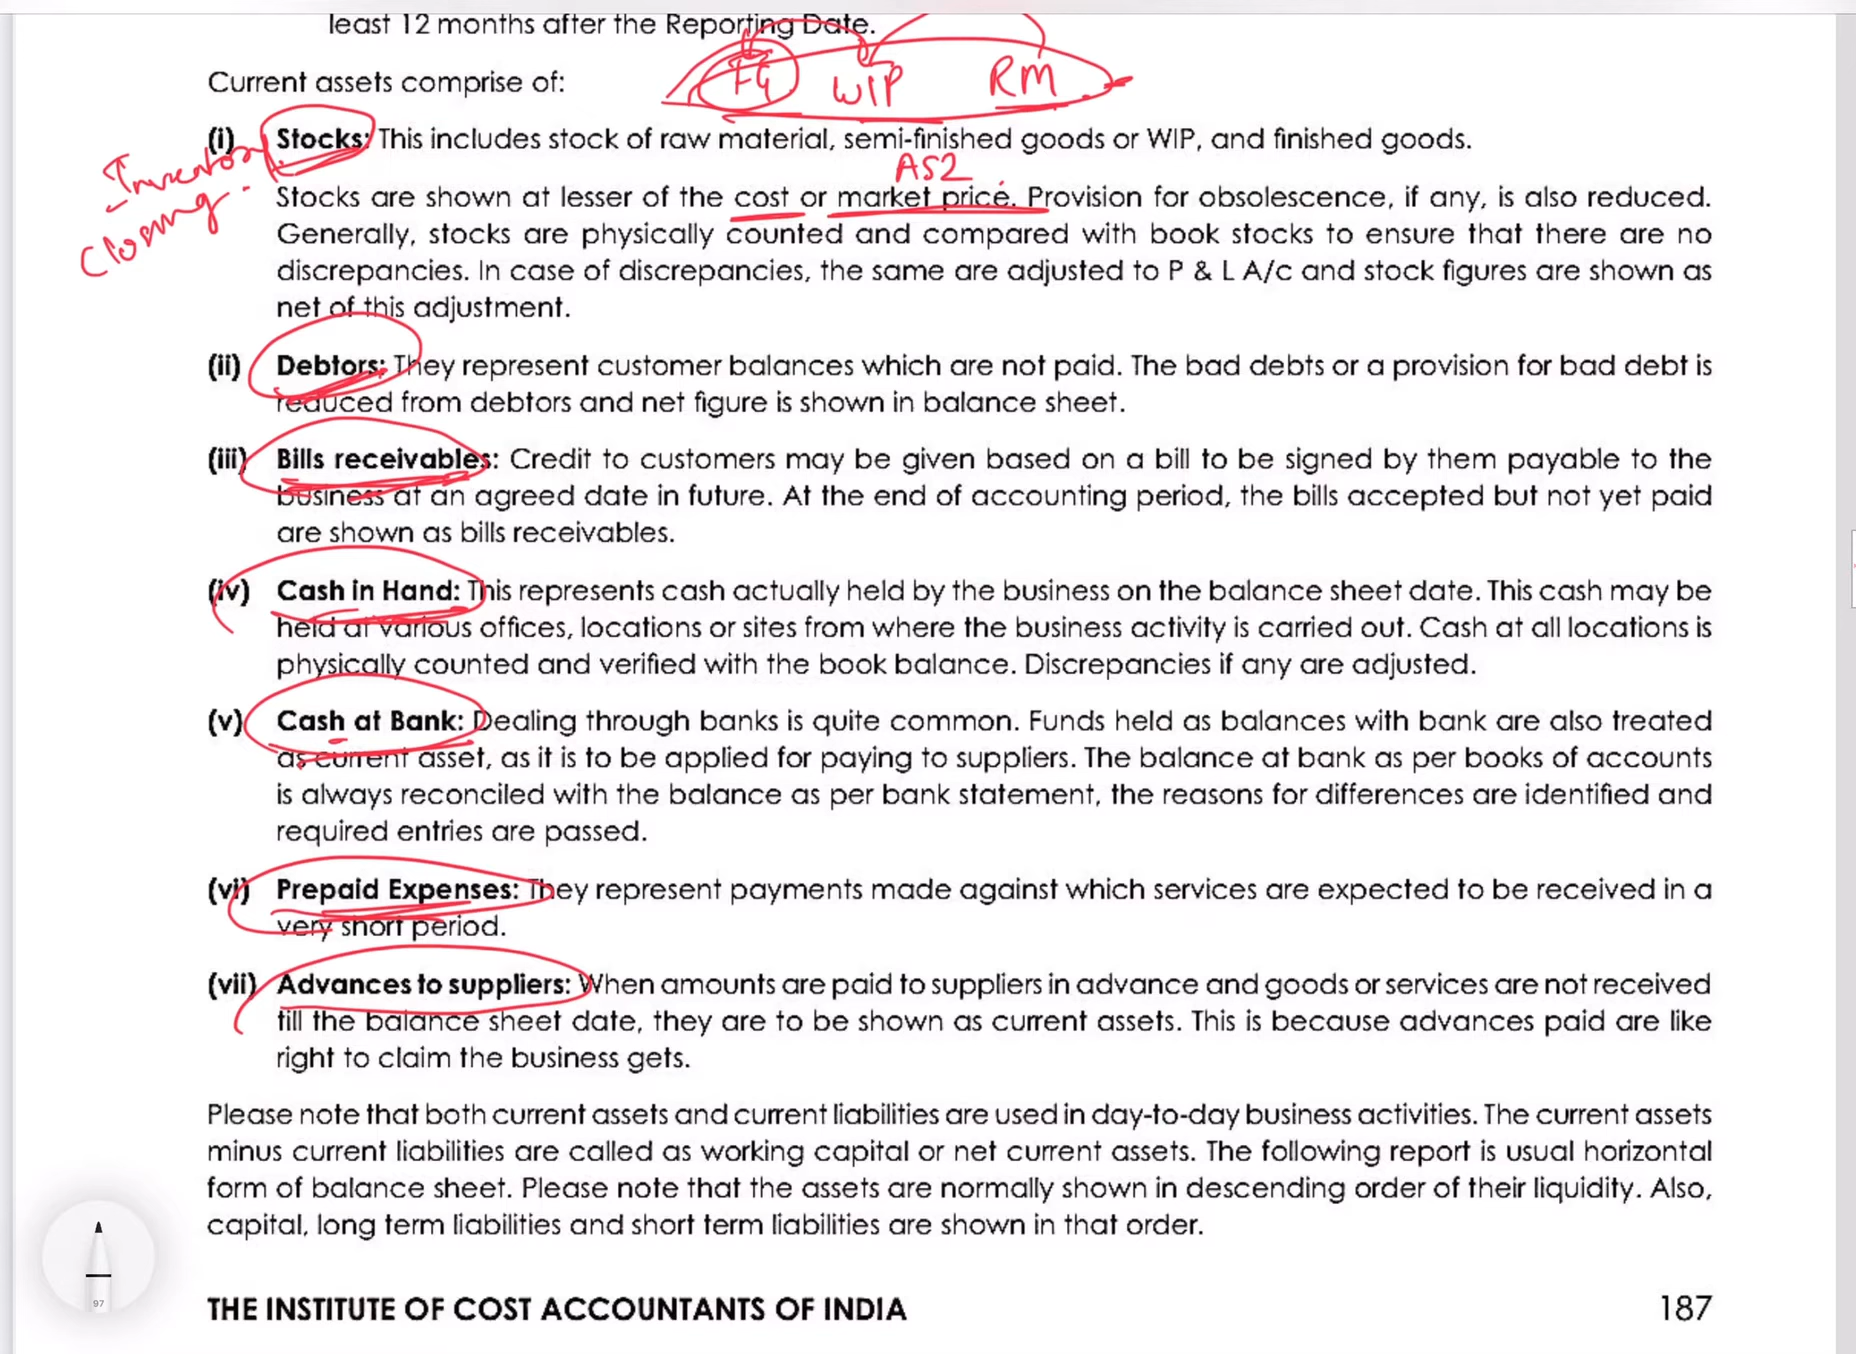 least 12 months after the Reporting Date.
FG WIP RM
Current assets comprise of:
(i) Stocks: This includes stock of raw material, semi-finished goods or WIP, and finished goods.
Inventory
Closing
AS2
Stocks are shown at lesser of the cost or market price. Provision for obsolescence, if any, is also reduced.
Generally, stocks are physically counted and compared with book stocks to ensure that there are no
discrepancies. In case of discrepancies, the same are adjusted to P & L A/c and stock figures are shown as
net of this adjustment.
(ii) Debtors: They represent customer balances which are not paid. The bad debts or a provision for bad debt is
reduced from debtors and net figure is shown in balance sheet.
(iii) Bills receivables: Credit to customers may be given based on a bill to be signed by them payable to the
business at an agreed date in future. At the end of accounting period, the bills accepted but not yet paid
are shown as bills receivables.
(iv) Cash in Hand: This represents cash actually held by the business on the balance sheet date. This cash may be
held at various offices, locations or sites from where the business activity is carried out. Cash at all locations is
physically counted and verified with the book balance. Discrepancies if any are adjusted.
(v) Cash at Bank: Dealing through banks is quite common. Funds held as balances with bank are also treated
as current asset, as it is to be applied for paying to suppliers. The balance at bank as per books of accounts
is always reconciled with the balance as per bank statement, the reasons for differences are identified and
required entries are passed.
(vi) Prepaid Expenses: They represent payments made against which services are expected to be received in a
very short period.
(vii) Advances to suppliers: When amounts are paid to suppliers in advance and goods or services are not received
till the balance sheet date, they are to be shown as current assets. This is because advances paid are like
right to claim the business gets.
Please note that both current assets and current liabilities are used in day-to-day business activities. The current assets
minus current liabilities are called as working capital or net current assets. The following report is usual horizontal
form of balance sheet. Please note that the assets are normally shown in descending order of their liquidity. Also,
capital, long term liabilities and short term liabilities are shown in that order.
97
THE INSTITUTE OF COST ACCOUNTANTS OF INDIA 187